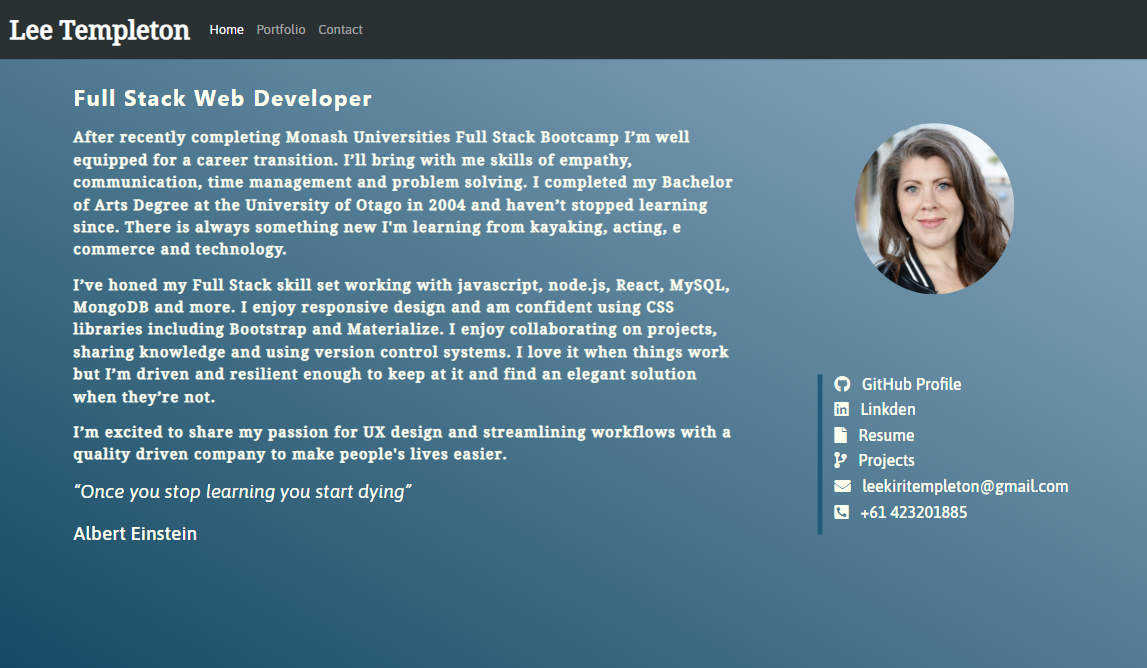 Lee Templeton Home Portfolio Contact
Full Stack Web Developer
After recently completing Monash Universities Full Stack Bootcamp I’m well
equipped for a career transition. I’ll bring with me skills of empathy,
communication, time management and problem solving. I completed my Bachelor
of Arts Degree at the University of Otago in 2004 and haven’t stopped learning
since. There is always something new I'm learning from kayaking, acting, e
commerce and technology.
I’ve honed my Full Stack skill set working with javascript, node.js, React, MySQL,
MongoDB and more. I enjoy responsive design and am confident using CSS
libraries including Bootstrap and Materialize. I enjoy collaborating on projects,
sharing knowledge and using version control systems. I love it when things work
but I’m driven and resilient enough to keep at it and find an elegant solution
when they’re not.
I’m excited to share my passion for UX design and streamlining workflows with a
quality driven company to make people's lives easier.
“Once you stop learning you start dying”
Albert Einstein
GitHub Profile
Linkden
Resume
Projects
leekiritempleton@gmail.com
+61 423201885